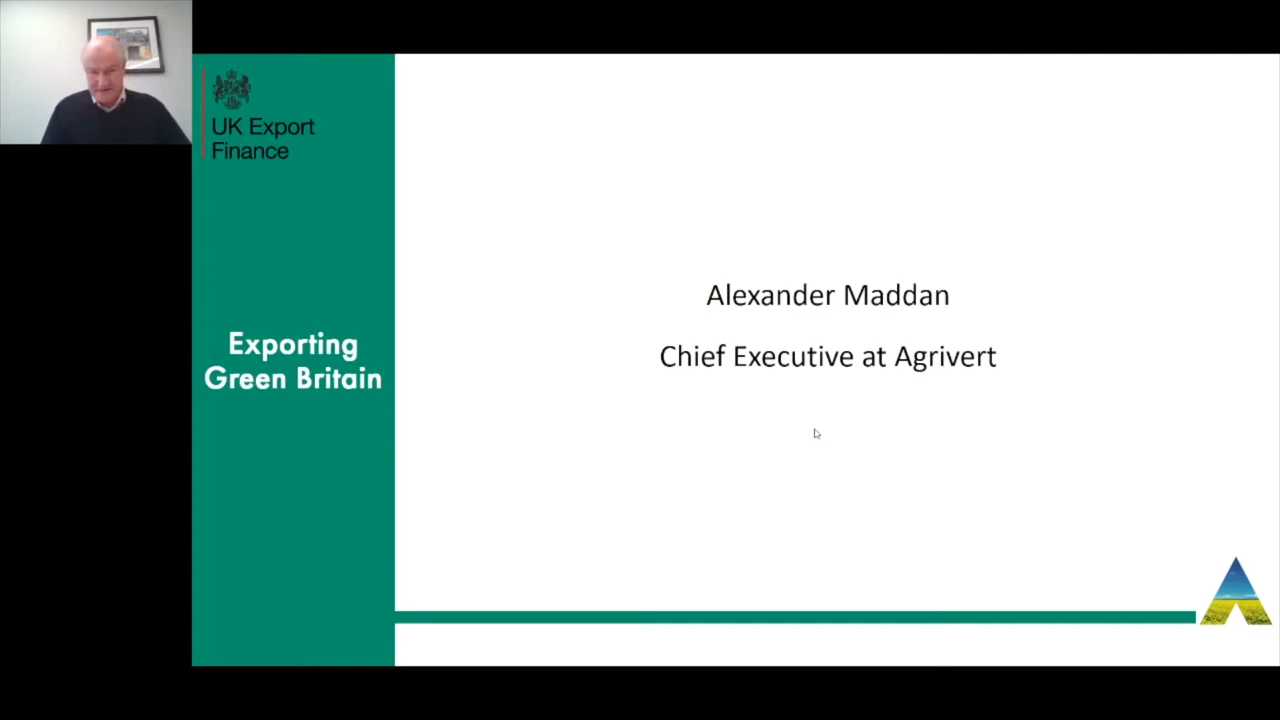 UK Export
Finance
Exporting
Green Britain
Alexander Maddan
Chief Executive at Agrivert